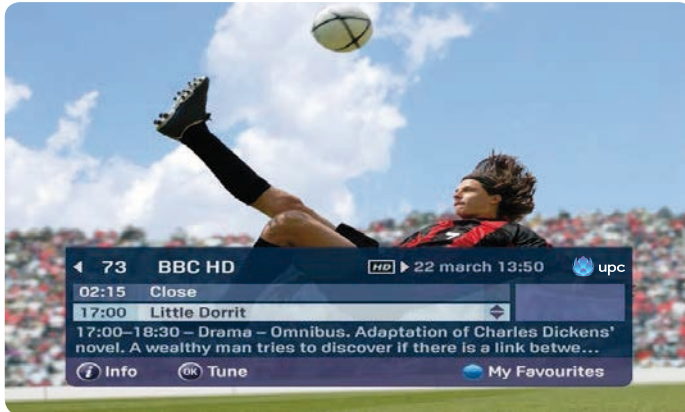 73 BBC HD HD 22 march 13:50 upc
02:15 Close
17:00 Little Dorrit
17:00–18:30 – Drama – Omnibus. Adaptation of Charles Dickens'
novel. A wealthy man tries to discover if there is a link betwe...
i Info OK Tune My Favourites